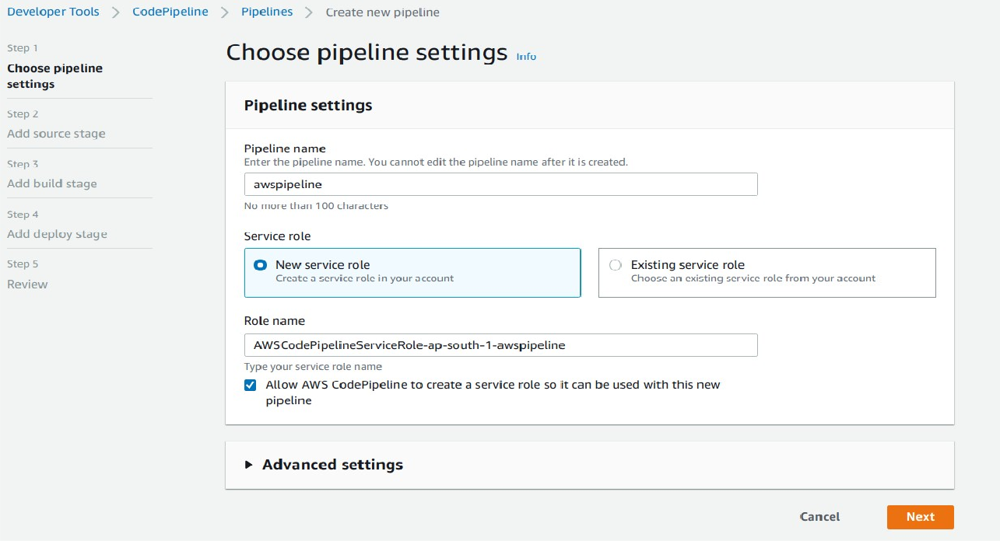 Developer Tools > CodePipeline > Pipelines > Create new pipeline
Step 1
Choose pipeline
settings
Step 2
Add source stage
Step 3
Add build stage
Step 4
Add deploy stage
Step 5
Review
Choose pipeline settings Info
Pipeline settings
Pipeline name
Enter the pipeline name. You cannot edit the pipeline name after it is created.
awspipeline
No more than 100 characters
Service role
New service role
Create a service role in your account
Existing service role
Choose an existing service role from your account
Role name
AWSCodePipelineServiceRole-ap-south-1-awspipeline
Type your service role name
Allow AWS CodePipeline to create a service role so it can be used with this new
pipeline
Advanced settings
Cancel Next